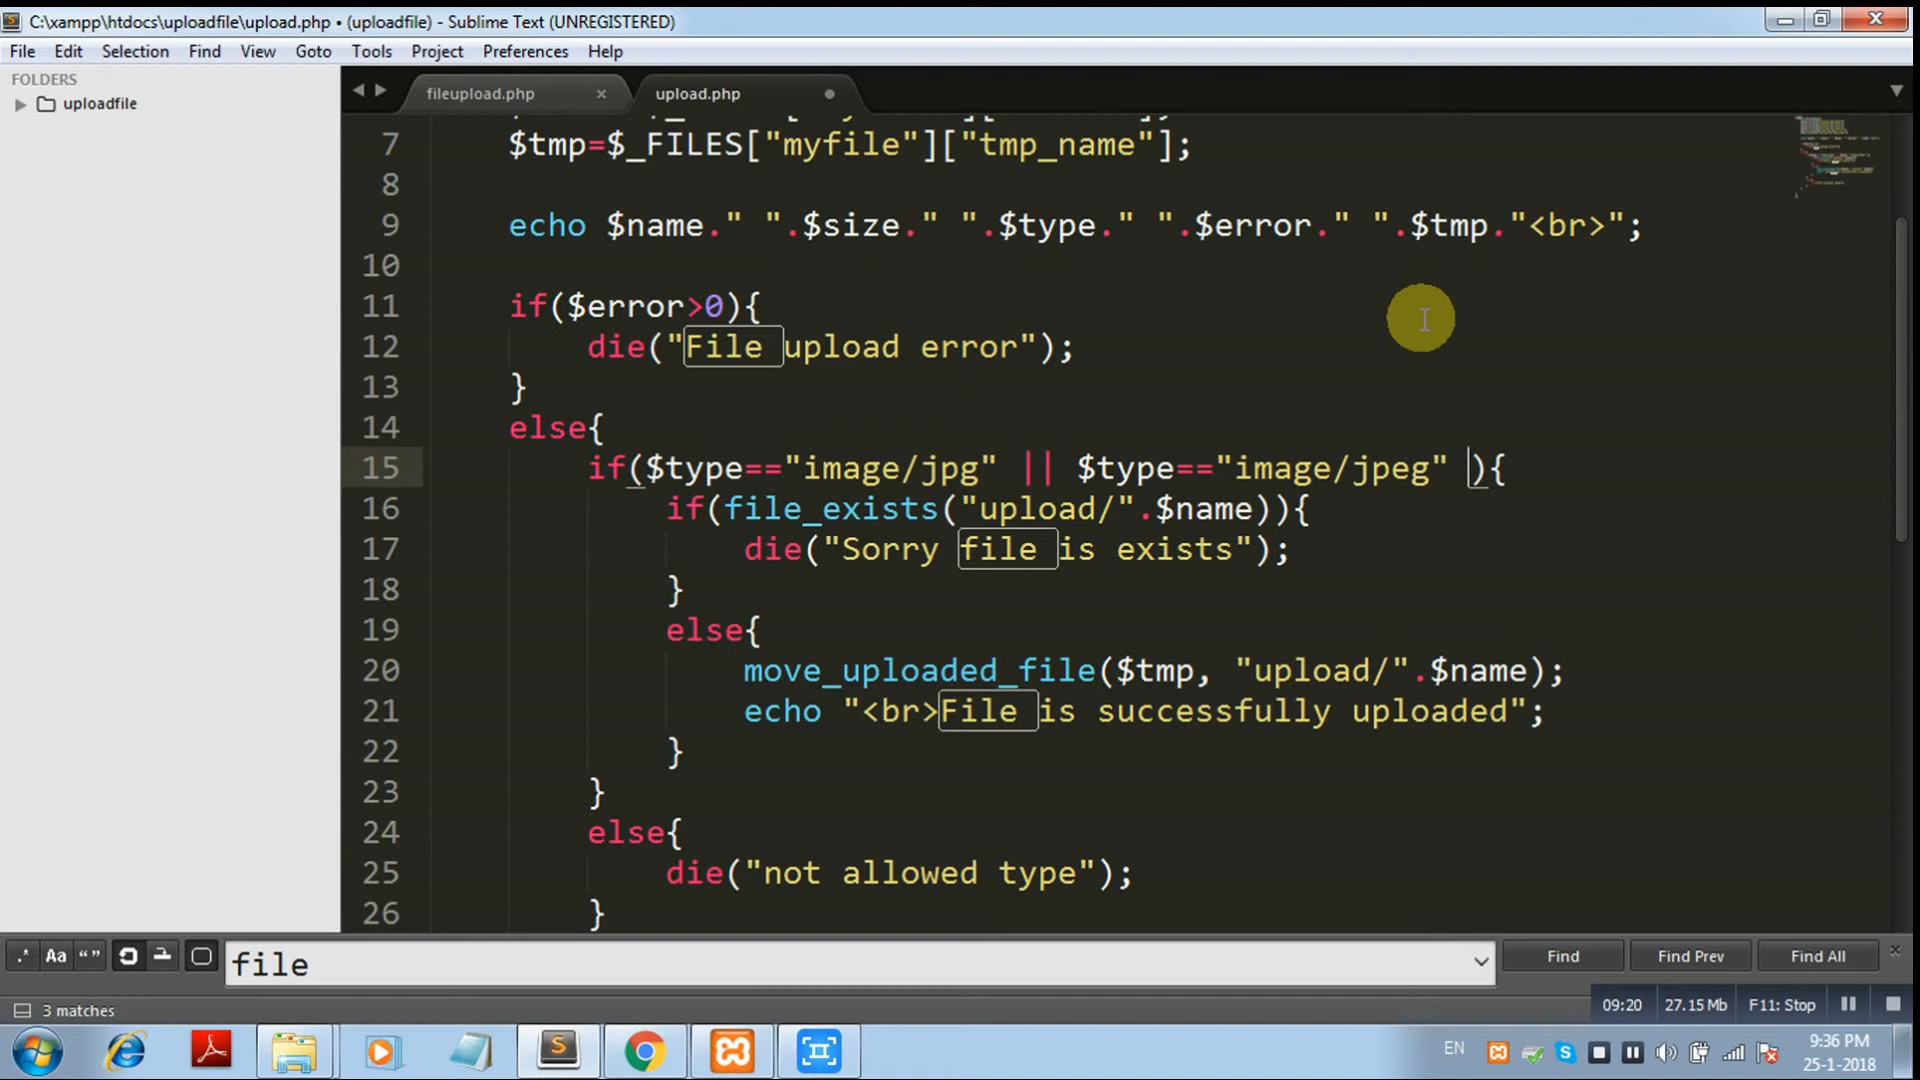 C:\xampp\htdocs\uploadfile\upload.php • (uploadfile) - Sublime Text (UNREGISTERED)
File Edit Selection Find View Goto Tools Project Preferences Help
FOLDERS
uploadfile
fileupload.php upload.php
7 $tmp=$_FILES["myfile"]["tmp_name"];
8
9 echo $name." ".$size." ".$type." ".$error." ".$tmp."<br>";
10
11 if($error>0){
12 die("File upload error");
13 }
14 else{
15 if($type=="image/jpg" || $type=="image/jpeg" ){
16 if(file_exists("upload/".$name)){
17 die("Sorry file is exists");
18 }
19 else{
20 move_uploaded_file($tmp, "upload/".$name);
21 echo "<br>File is successfully uploaded";
22 }
23 }
24 else{
25 die("not allowed type");
26 }
.* Aa “” file Find Find Prev Find All
3 matches
09:20 27.15 Mb F11: Stop
EN
9:36 PM
25-1-2018